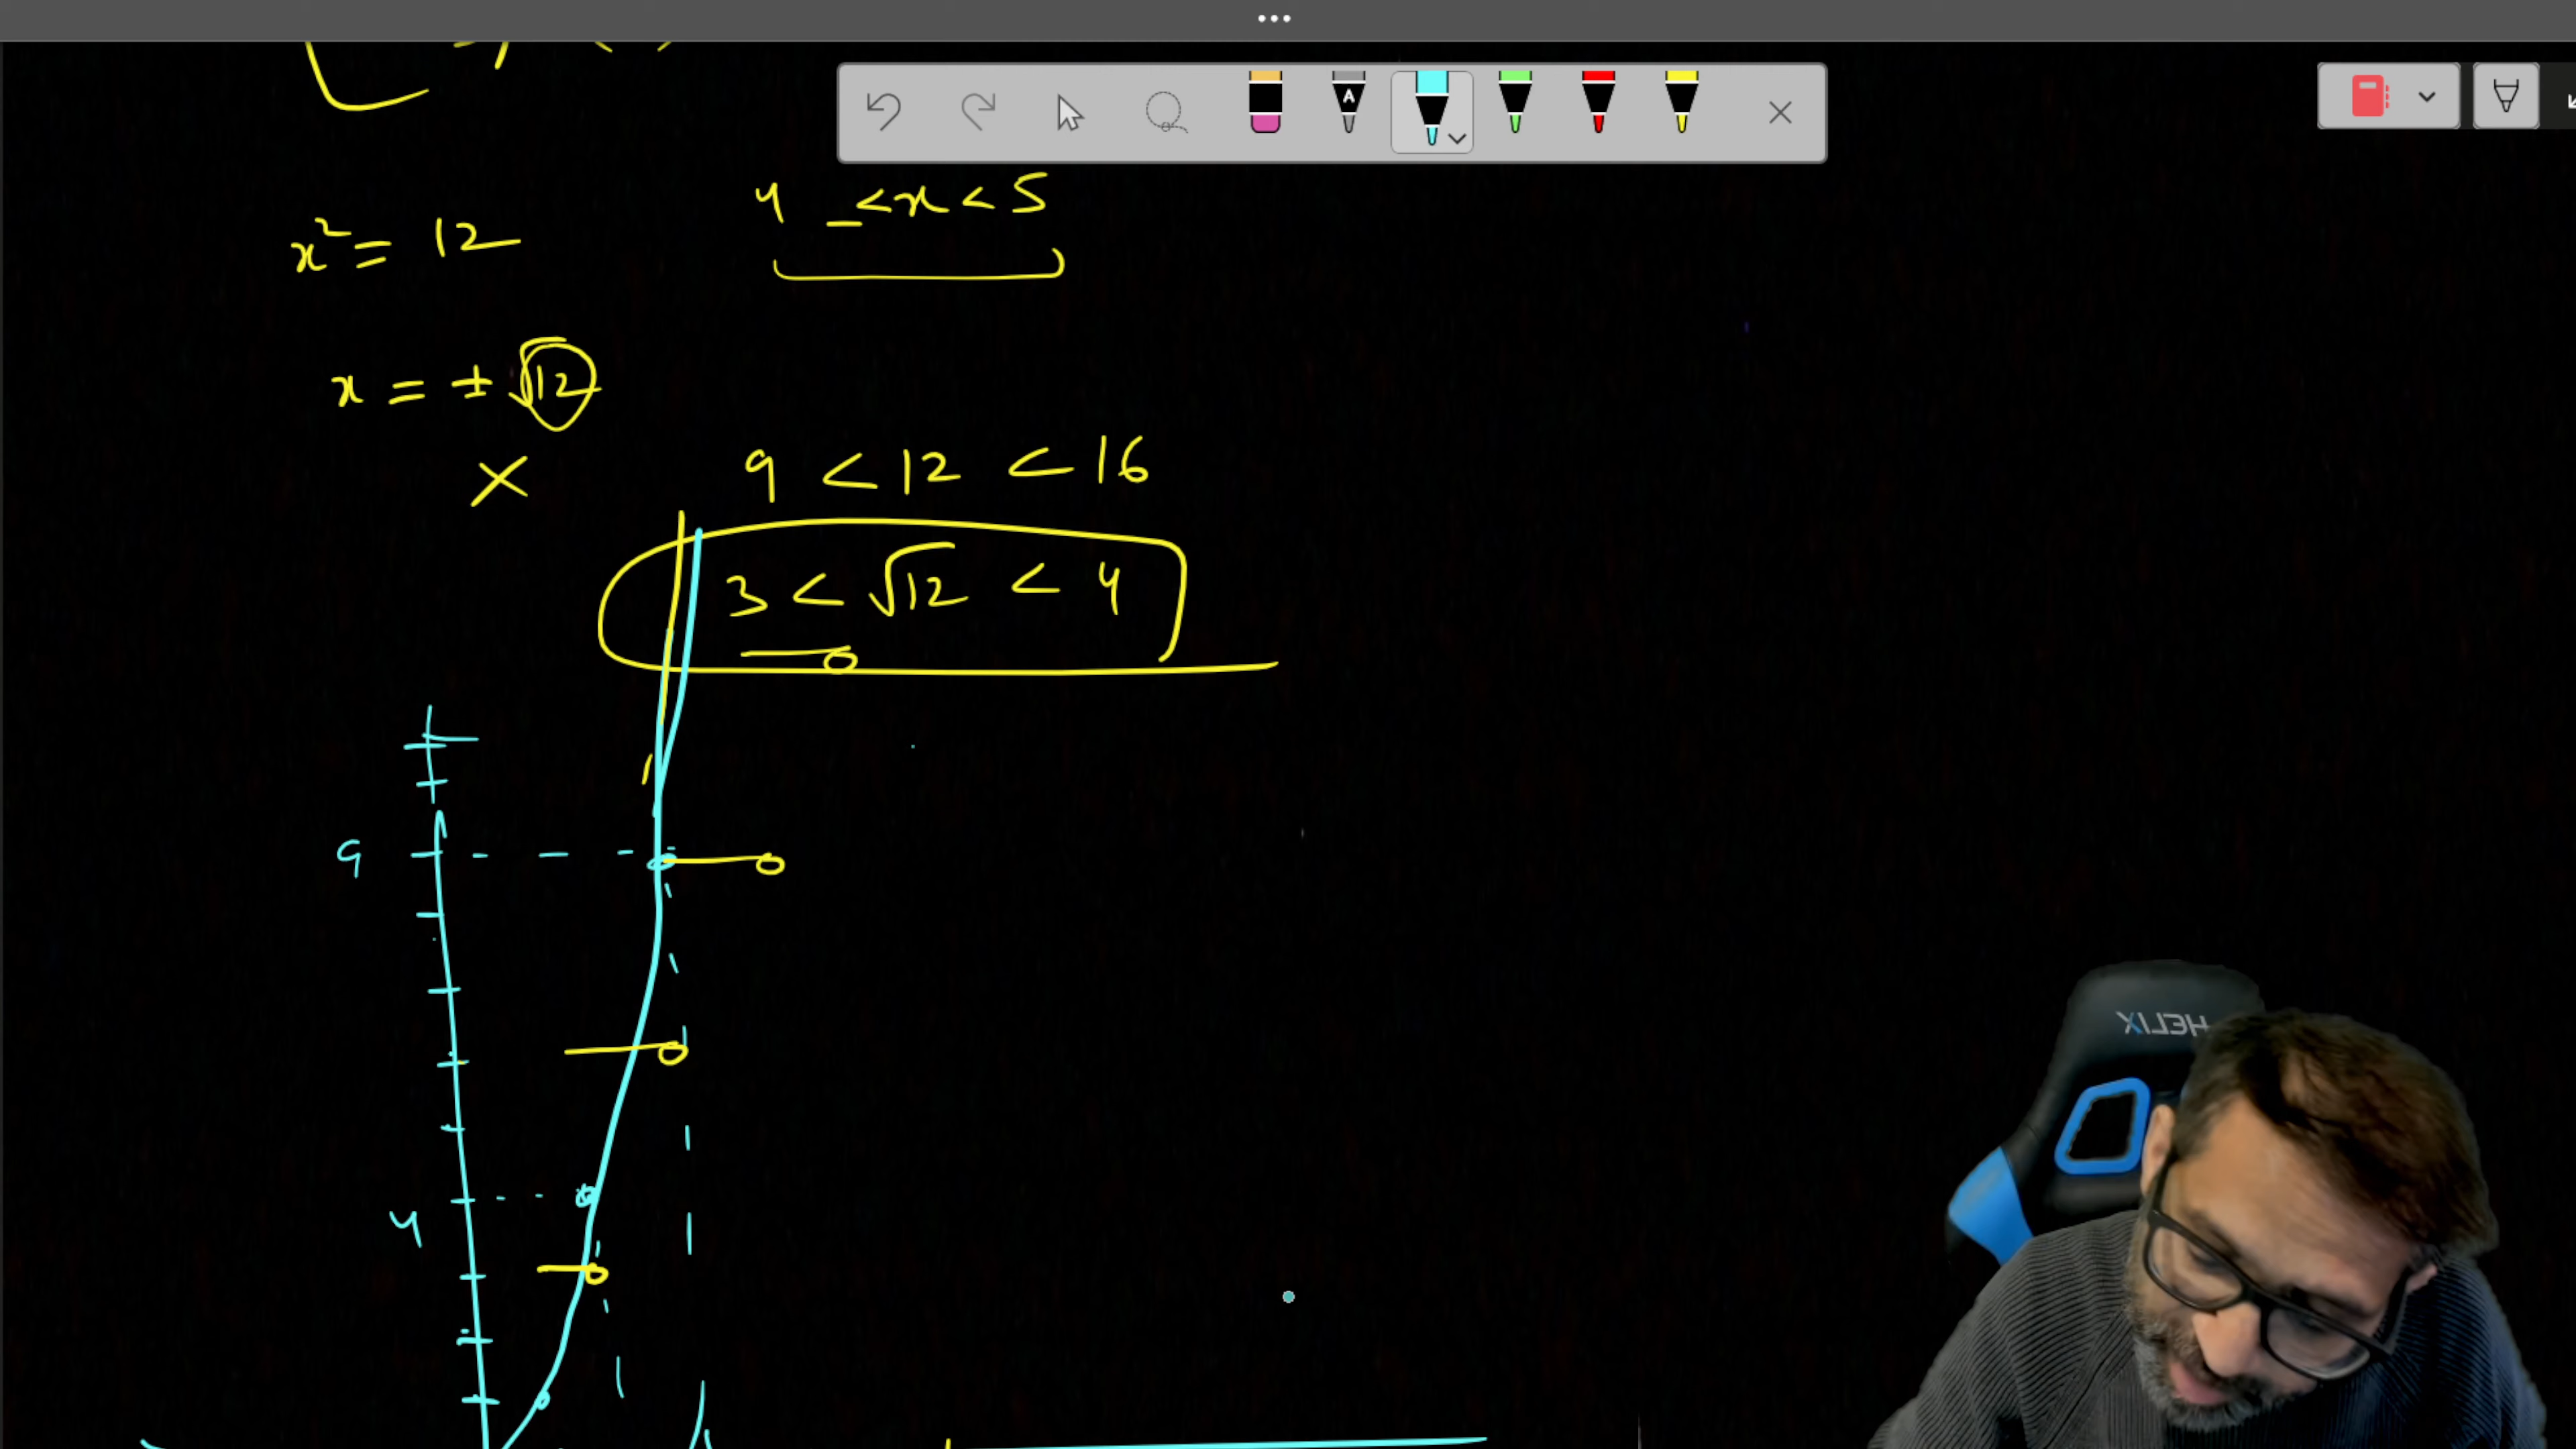 x² = 12
4 ≤ x < 5
x = ± √12
×
9 < 12 < 16
3 < √12 < 4
9
4
A
HELIX